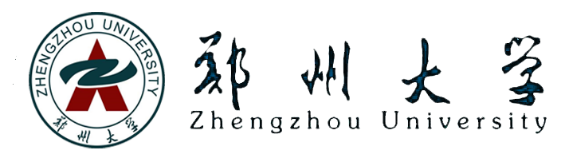 ZHENGZHOU UNIVERSITY
郑州大学
郑州大学
Zhengzhou University